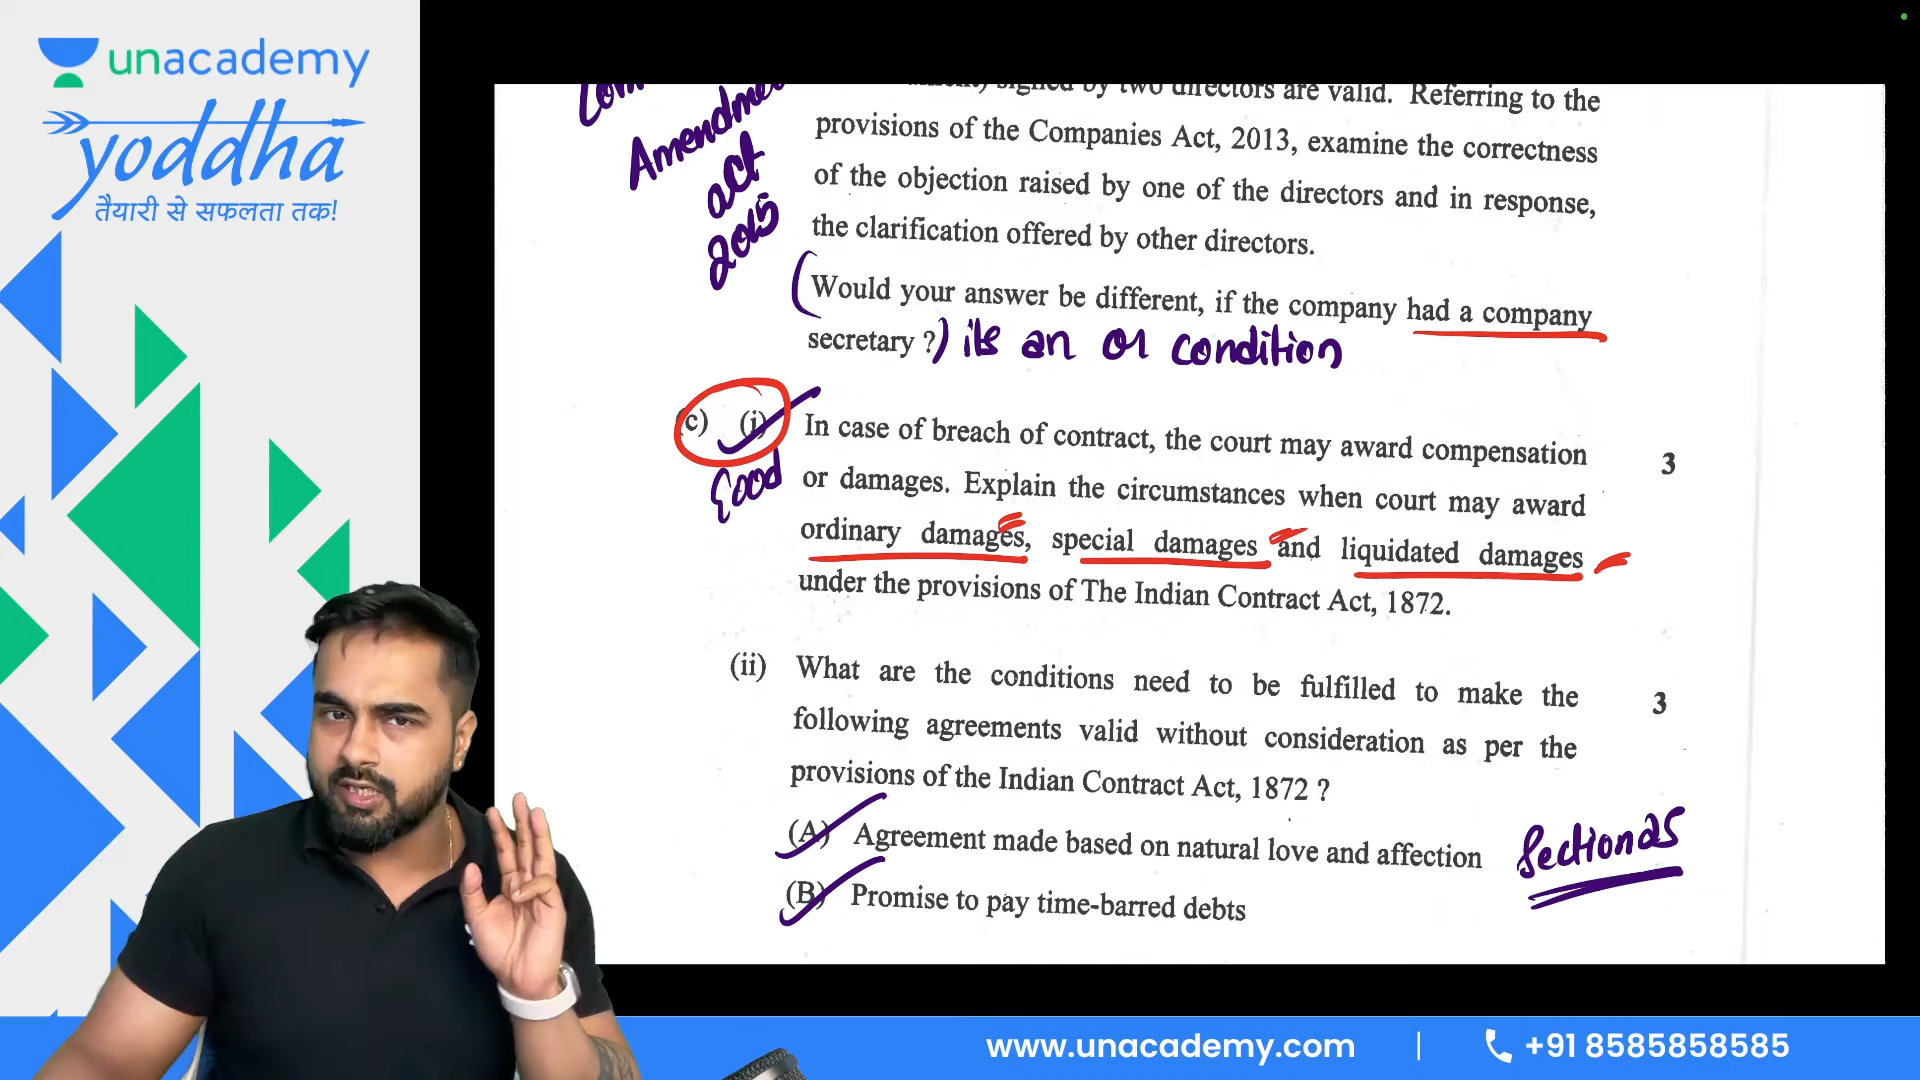 unacademy
yoddha
तैयारी से सफलता तक!
signed by two directors are valid. Referring to the
Amendment
act
2015
provisions of the Companies Act, 2013, examine the correctness
of the objection raised by one of the directors and in response,
the clarification offered by other directors.
(Would your answer be different, if the company had a company
secretary ?) its an or condition
(c) (i) In case of breach of contract, the court may award compensation 3
Good
or damages. Explain the circumstances when court may award
ordinary damages, special damages and liquidated damages
under the provisions of The Indian Contract Act, 1872.
(ii) What are the conditions need to be fulfilled to make the 3
following agreements valid without consideration as per the
provisions of the Indian Contract Act, 1872 ?
(A) Agreement made based on natural love and affection Section 25
(B) Promise to pay time-barred debts
www.unacademy.com | +91 8585858585